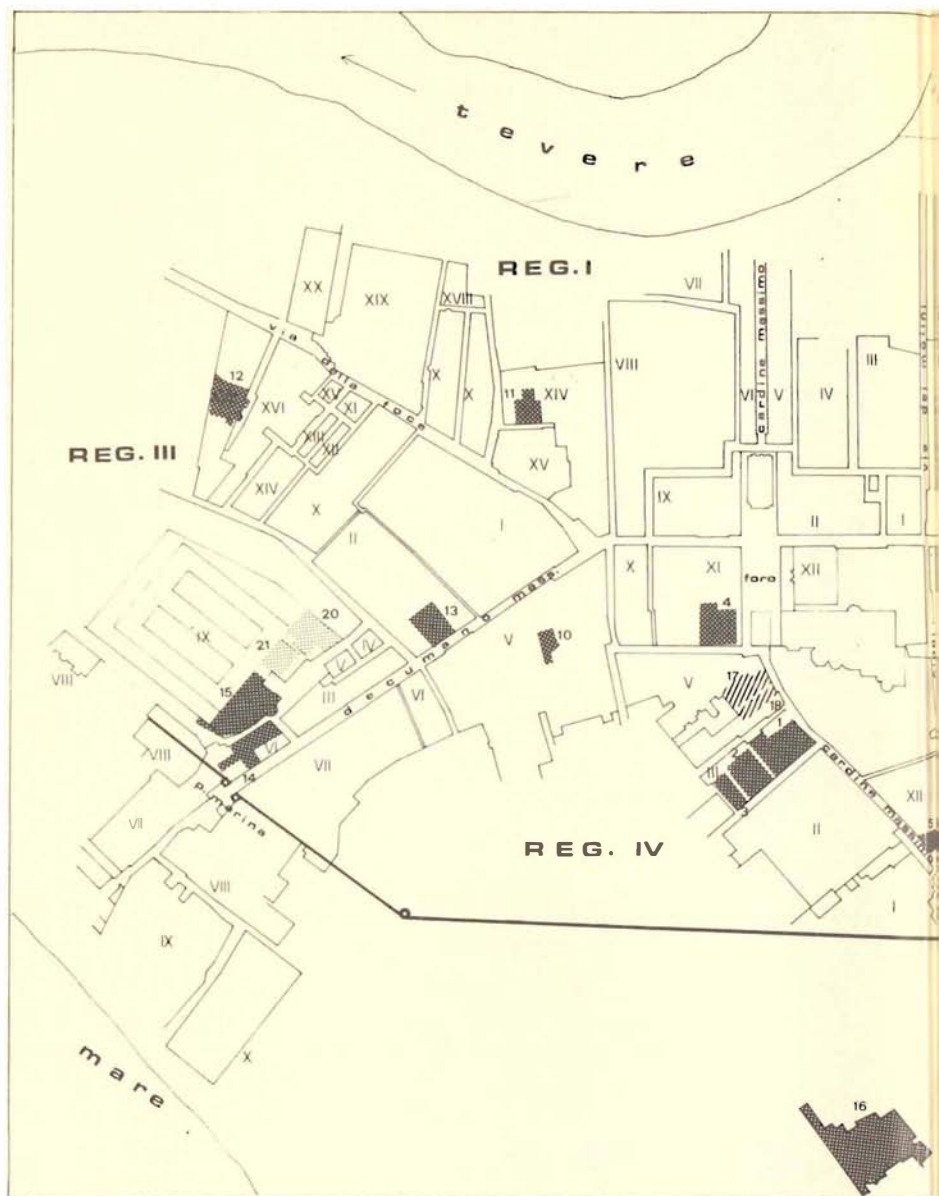 tevere
REG. I
XX
XIX
XVIII
VII
cardine massimo
via della foce
X
X
11
XIV
VIII
VI
V
IV
III
12
XVI
XV
XI
XIII
XII
REG. III
XIV
X
XV
IX
II
I
I
II
X
XI
foro
XII
decumano mass.
13
4
20
IX
21
V
IV
V
10
VIII
15
III
VI
V
17
18
1
VI
VIII
14
VII
2
III
3
cardine massimo
XII
P. marina
VII
REG. IV
II
5
VIII
I
IX
X
mare
16